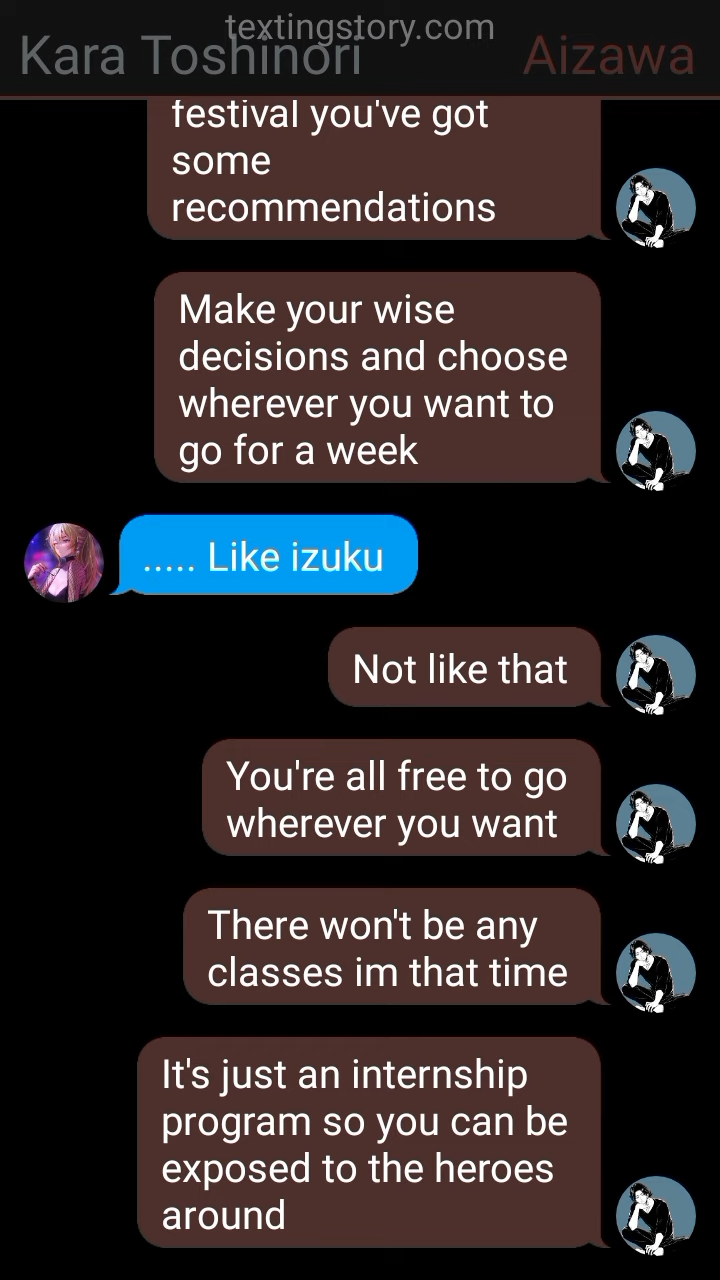 textingstory.com
Kara Toshinori Aizawa
festival you've got
some
recommendations
Make your wise
decisions and choose
wherever you want to
go for a week
..... Like izuku
Not like that
You're all free to go
wherever you want
There won't be any
classes im that time
It's just an internship
program so you can be
exposed to the heroes
around